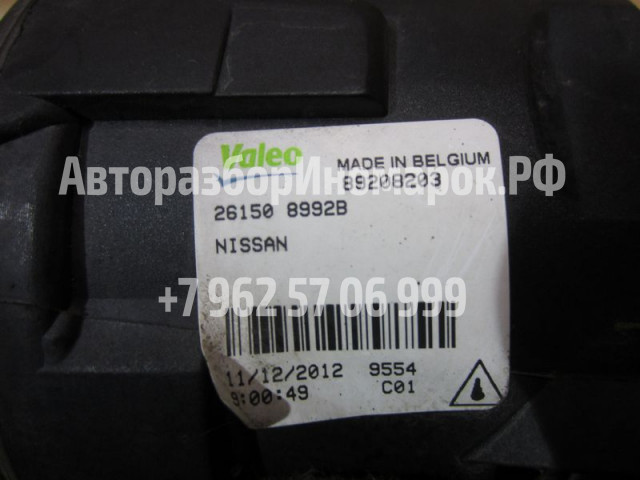 Valeo
MADE IN BELGIUM
АвторазборИномарок.РФ
89208203
26150 8992B
NISSAN
+7 962 57 06 999
11/12/2012 9554
9:00:49 C01